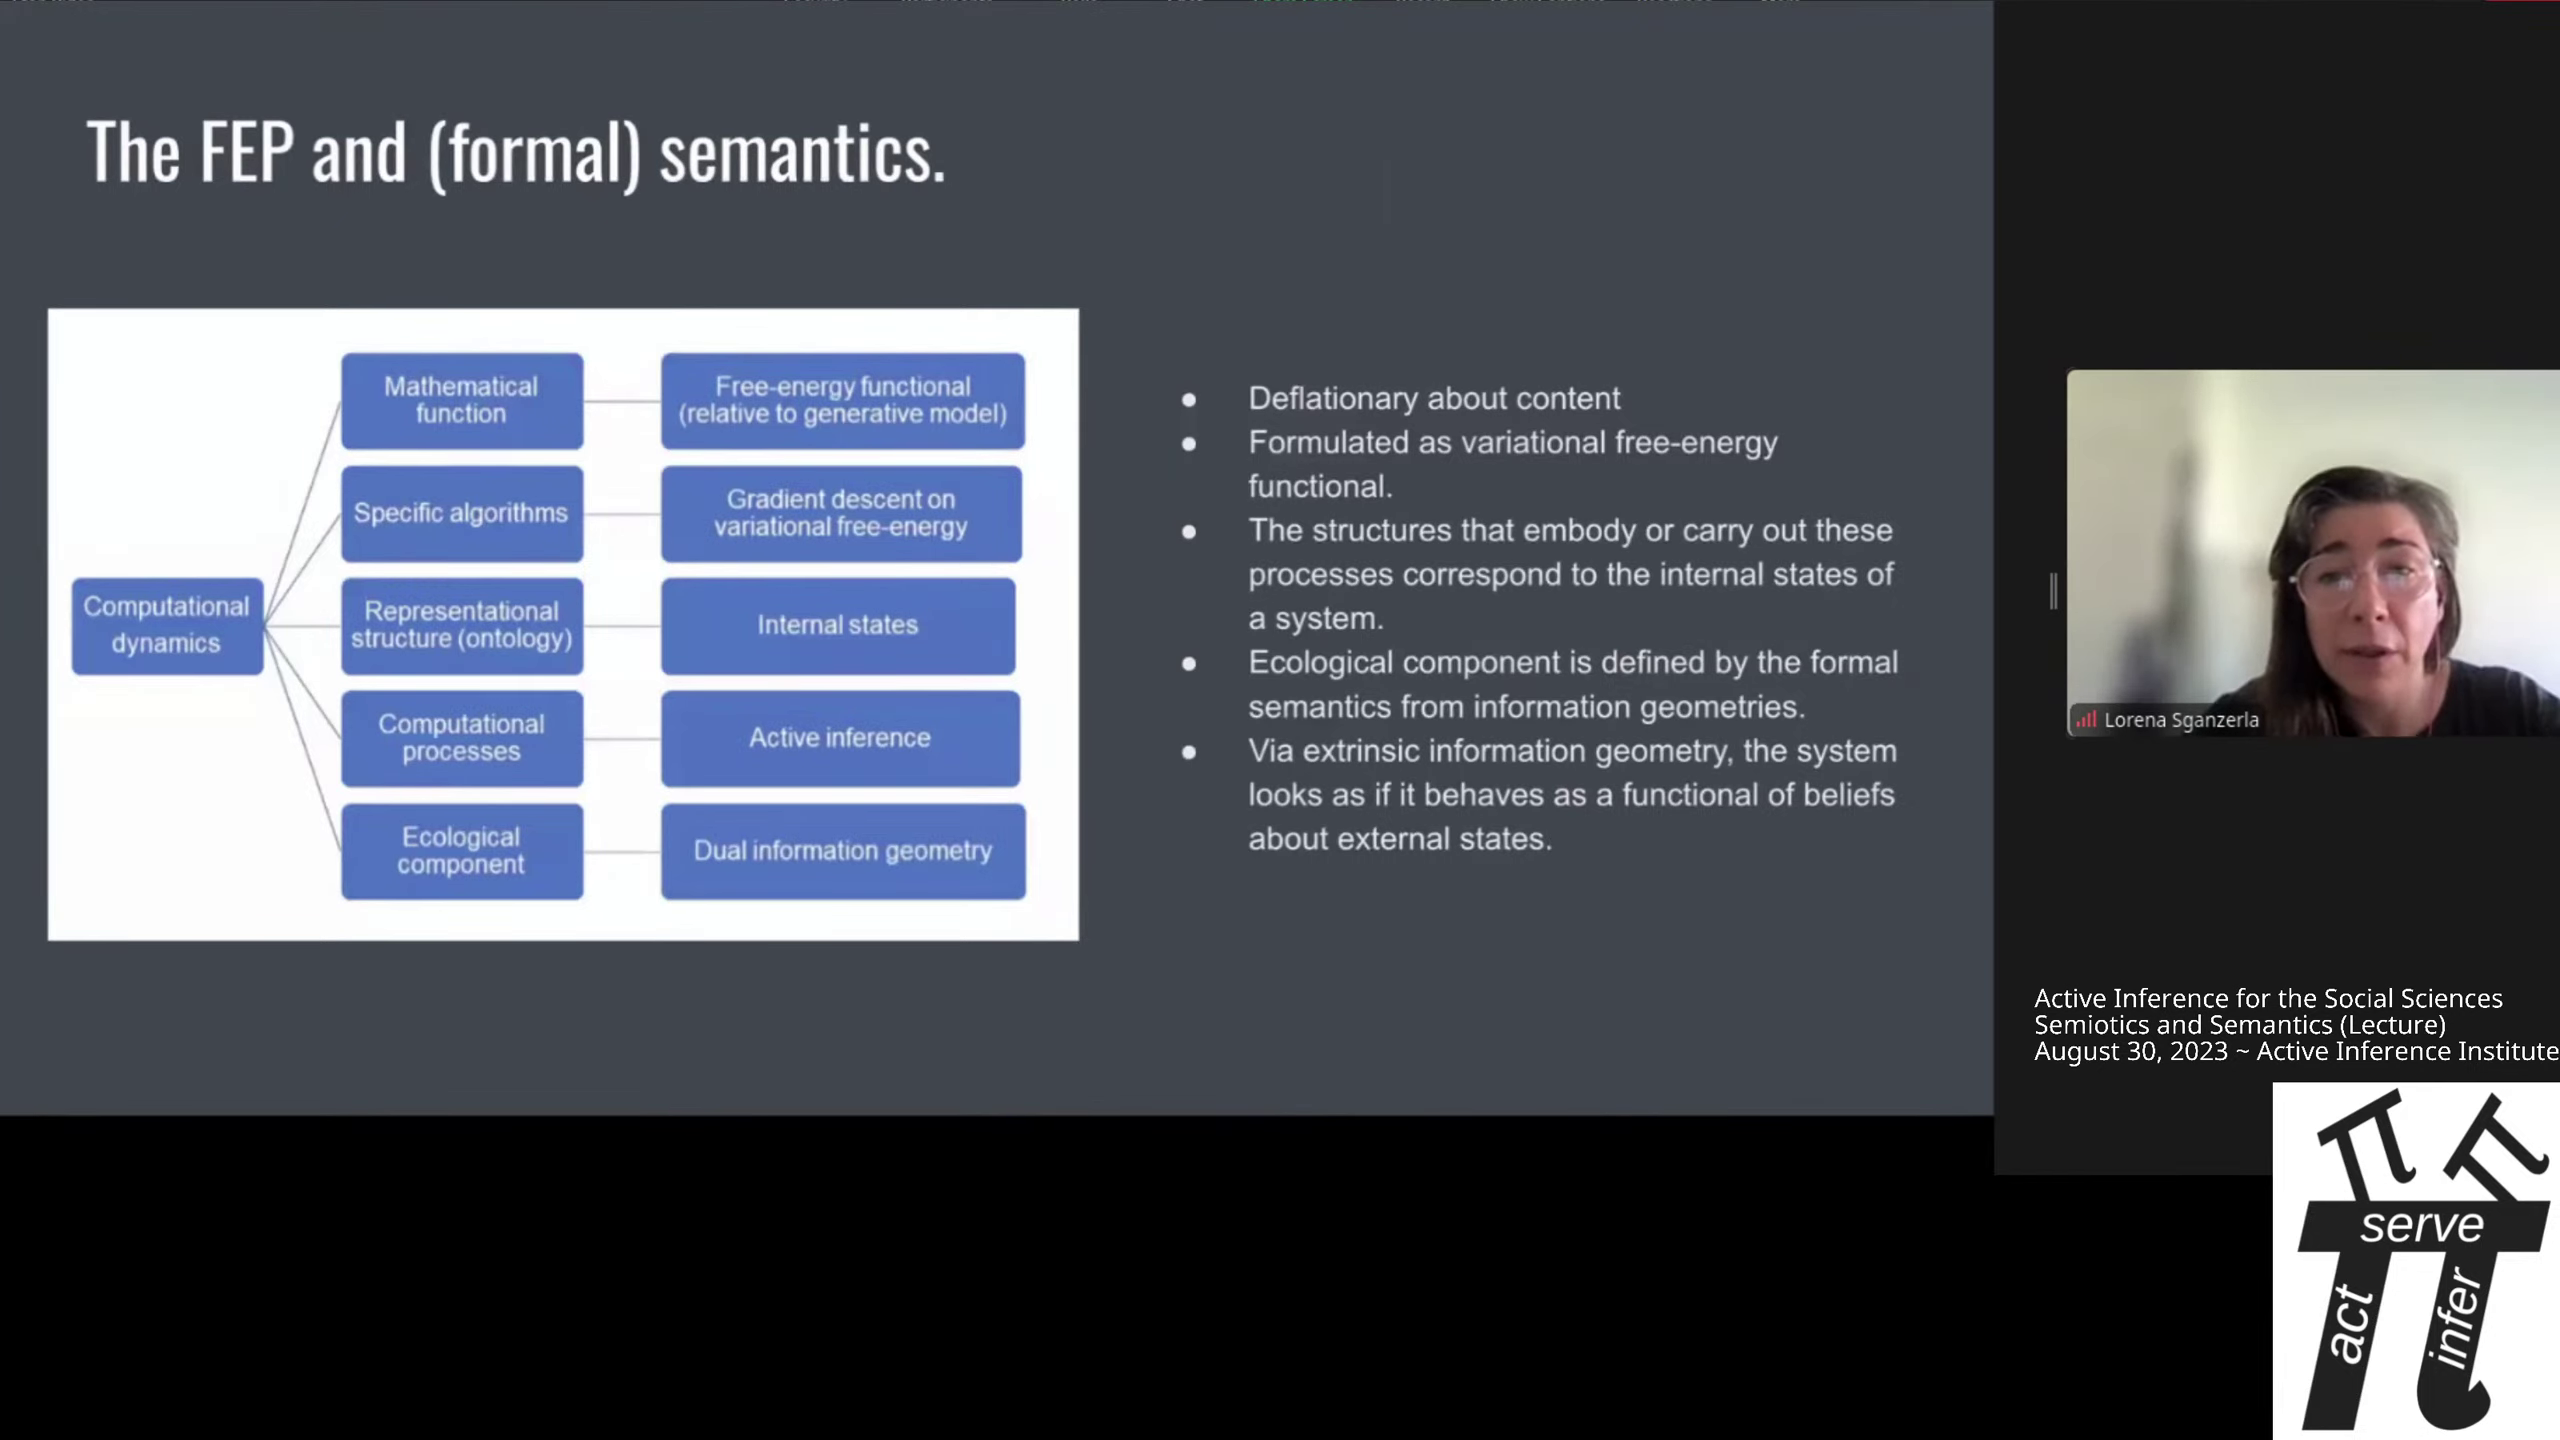 The FEP and (formal) semantics.
Computational
dynamics
Mathematical
function
Free-energy functional
(relative to generative model)
Specific algorithms
Gradient descent on
variational free-energy
Representational
structure (ontology)
Internal states
Computational
processes
Active inference
Ecological
component
Dual information geometry
● Deflationary about content
● Formulated as variational free-energy
functional.
● The structures that embody or carry out these
processes correspond to the internal states of
a system.
● Ecological component is defined by the formal
semantics from information geometries.
● Via extrinsic information geometry, the system
looks as if it behaves as a functional of beliefs
about external states.
Lorena Sganzerla
Active Inference for the Social Sciences
Semiotics and Semantics (Lecture)
August 30, 2023 ~ Active Inference Institute
serve
act
infer